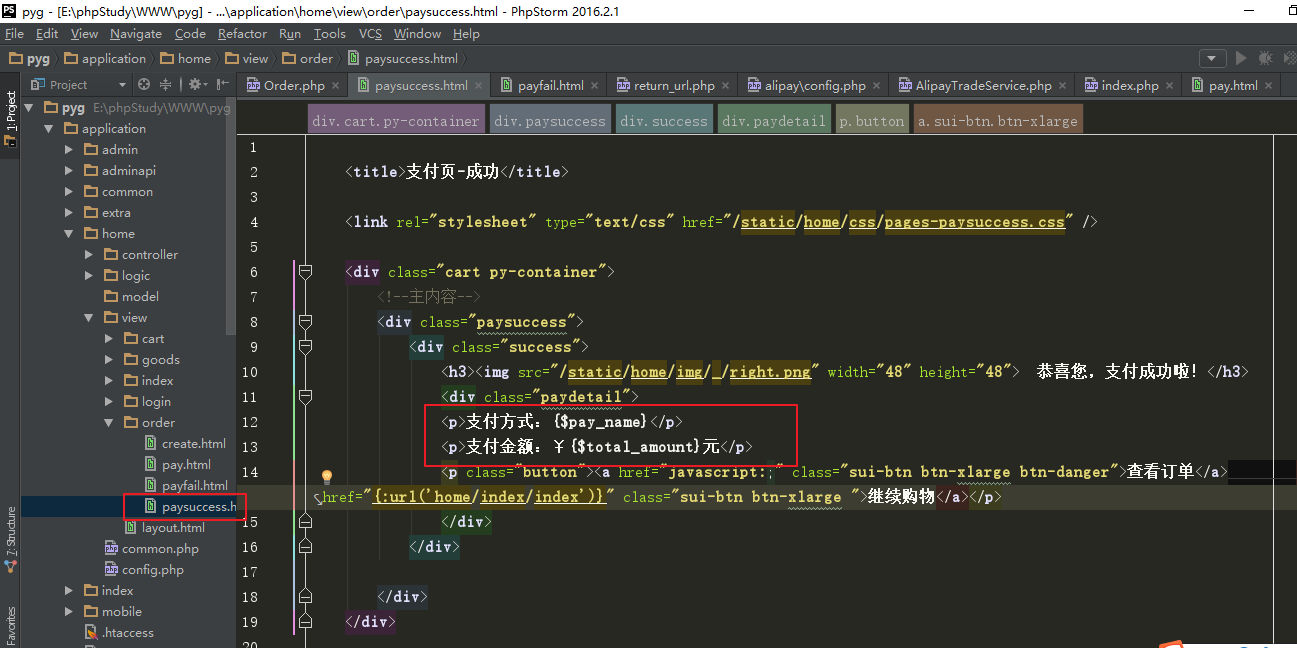 pyg - [E:\phpStudy\WWW\pyg] - ...\application\home\view\order\paysuccess.html - PhpStorm 2016.2.1
File Edit View Navigate Code Refactor Run Tools VCS Window Help
pyg application home view order paysuccess.html
Project
Order.php paysuccess.html payfail.html return_url.php alipay\config.php AlipayTradeService.php index.php pay.html
div.cart.py-container div.paysuccess div.success div.paydetail p.button a.sui-btn.btn-xlarge
1: Project
Z: Structure
Favorites
pyg E:\phpStudy\WWW\pyg
application
admin
adminapi
common
extra
home
controller
logic
model
view
cart
goods
index
login
order
create.html
pay.html
payfail.html
paysuccess.h
layout.html
common.php
config.php
index
mobile
.htaccess
1
2 <title>支付页-成功</title>
3
4 <link rel="stylesheet" type="text/css" href="/static/home/css/pages-paysuccess.css" />
5
6 <div class="cart py-container">
7 <!--主内容-->
8 <div class="paysuccess">
9 <div class="success">
10 <h3><img src="/static/home/img/_/right.png" width="48" height="48"> 恭喜您，支付成功啦！</h3>
11 <div class="paydetail">
12 <p>支付方式：{$pay_name}</p>
13 <p>支付金额：￥{$total_amount}元</p>
14 <p class="button"><a href="javascript:;" class="sui-btn btn-xlarge btn-danger">查看订单</a>
href="{:url('home/index/index')}" class="sui-btn btn-xlarge ">继续购物</a></p>
15 </div>
16 </div>
17
18 </div>
19 </div>
20